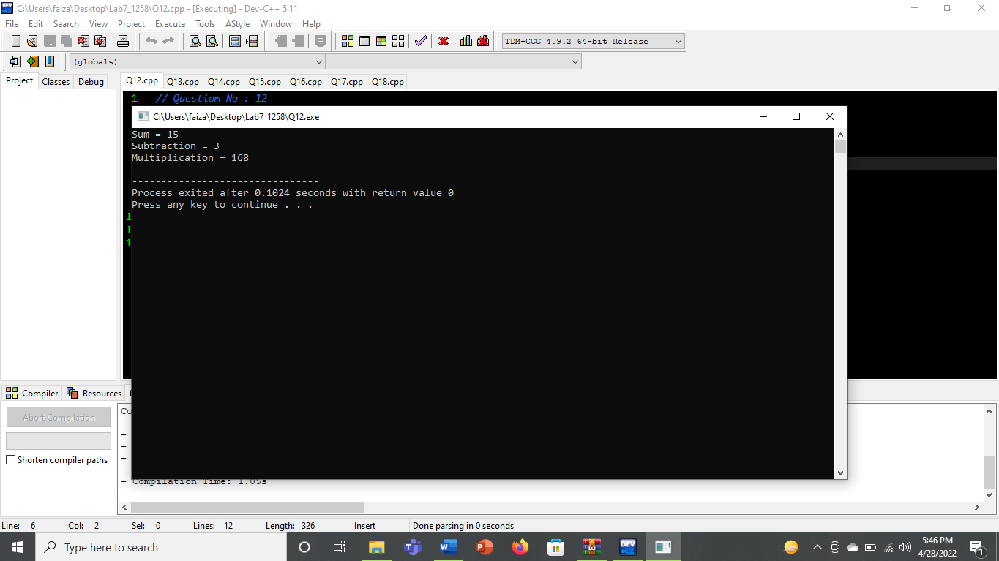 C:\Users\faiza\Desktop\Lab7_1258\Q12.cpp - [Executing] - Dev-C++ 5.11
File Edit Search View Project Execute Tools AStyle Window Help
TDM-GCC 4.9.2 64-bit Release
(globals)
Project Classes Debug
Q12.cpp Q13.cpp Q14.cpp Q15.cpp Q16.cpp Q17.cpp Q18.cpp
1 // Questiom No : 12
C:\Users\faiza\Desktop\Lab7_1258\Q12.exe
Sum = 15
Subtraction = 3
Multiplication = 168
--------------------------------
Process exited after 0.1024 seconds with return value 0
Press any key to continue . . .
1
1
1
Compiler Resources
Abort Compilation
Shorten compiler paths
- Compilation Time: 1.05s
Line: 6 Col: 2 Sel: 0 Lines: 12 Length: 326 Insert Done parsing in 0 seconds
Type here to search
DEV
5:46 PM
4/28/2022
1